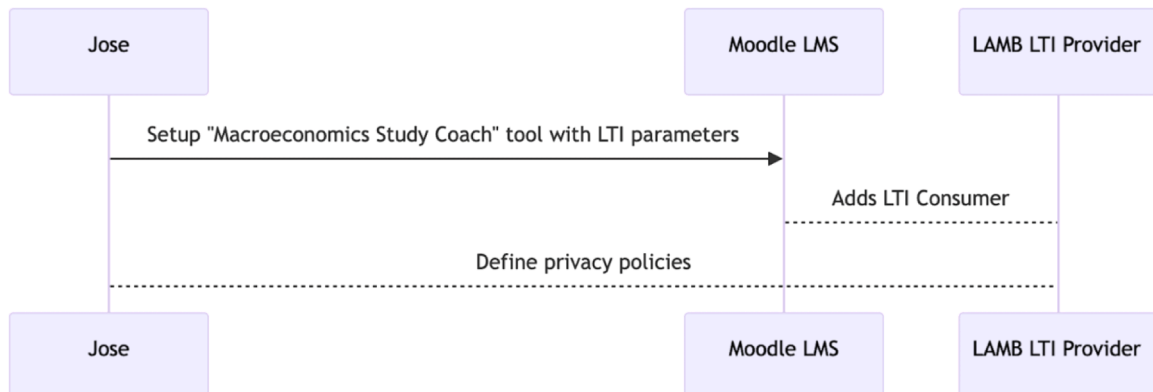 Jose
Moodle LMS
LAMB LTI Provider
Setup "Macroeconomics Study Coach" tool with LTI parameters
Adds LTI Consumer
Define privacy policies
Jose
Moodle LMS
LAMB LTI Provider